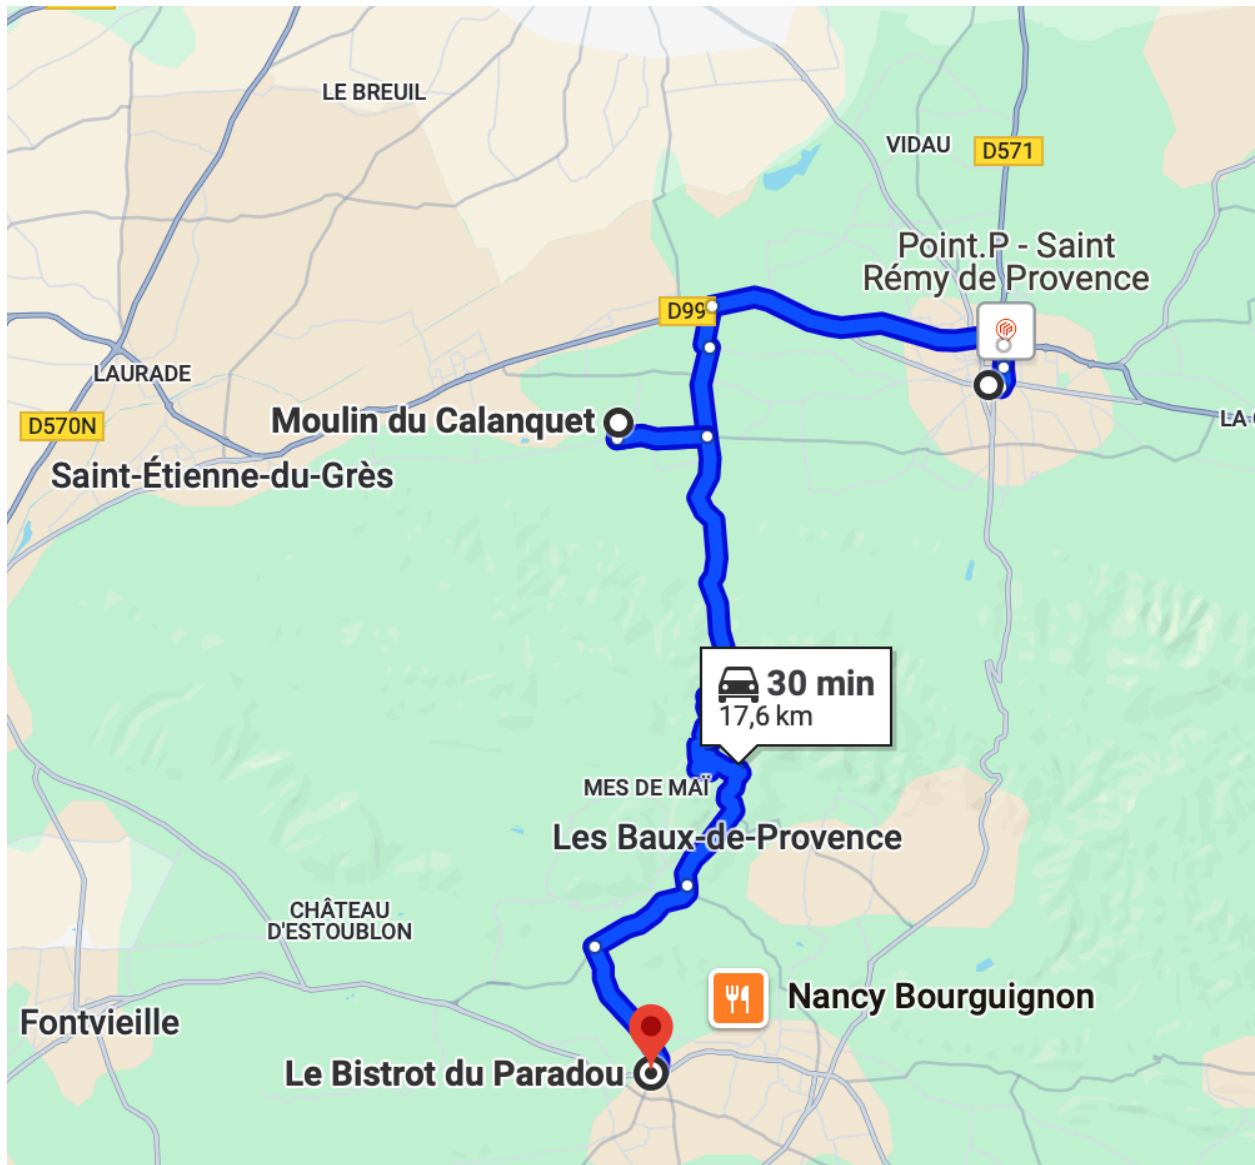 LE BREUIL
VIDAU
D571
Point.P - Saint
Rémy de Provence
D99
LAURADE
Moulin du Calanquet
D570N
LA
Saint-Étienne-du-Grès
30 min
17,6 km
MES DE MAÏ
Les Baux-de-Provence
CHÂTEAU
D'ESTOUBLON
Nancy Bourguignon
Fontvieille
Le Bistrot du Paradou